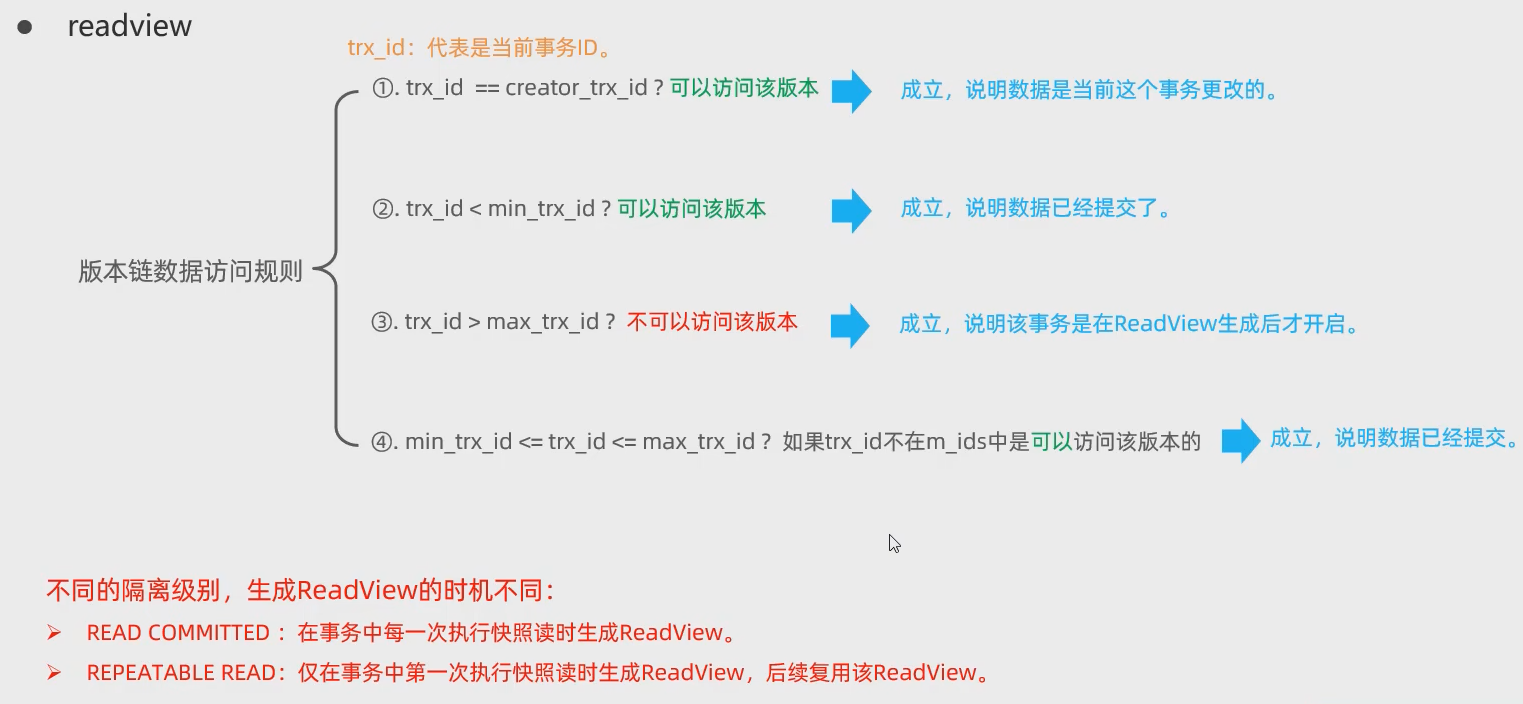 ● readview
trx_id：代表是当前事务ID。
①. trx_id == creator_trx_id ? 可以访问该版本 成立，说明数据是当前这个事务更改的。
②. trx_id < min_trx_id ? 可以访问该版本 成立，说明数据已经提交了。
版本链数据访问规则
③. trx_id > max_trx_id ? 不可以访问该版本 成立，说明该事务是在ReadView生成后才开启。
④. min_trx_id <= trx_id <= max_trx_id ? 如果trx_id不在m_ids中是可以访问该版本的 成立，说明数据已经提交。
不同的隔离级别，生成ReadView的时机不同：
➢ READ COMMITTED ：在事务中每一次执行快照读时生成ReadView。
➢ REPEATABLE READ：仅在事务中第一次执行快照读时生成ReadView，后续复用该ReadView。